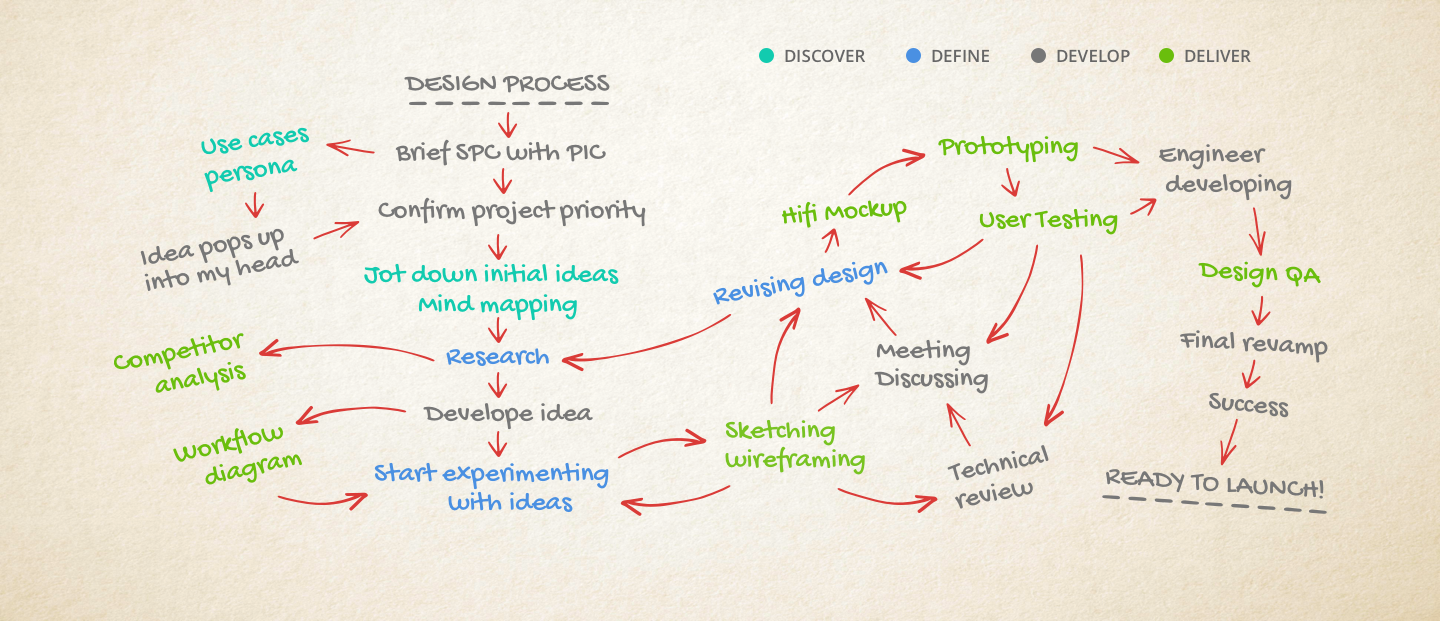 DISCOVER
DEFINE
DEVELOP
DELIVER
DESIGN PROCESS
Use cases
persona
Brief SPC with PIC
Confirm project priority
Idea pops up
into my head
Jot down initial ideas
Mind mapping
Competitor
analysis
Research
Develope idea
Workflow
diagram
Start experimenting
with ideas
Sketching
wireframing
Technical
review
Meeting
Discussing
Revising design
Hifi Mockup
Prototyping
User Testing
Engineer
developing
Design QA
Final revamp
Success
READY TO LAUNCH!